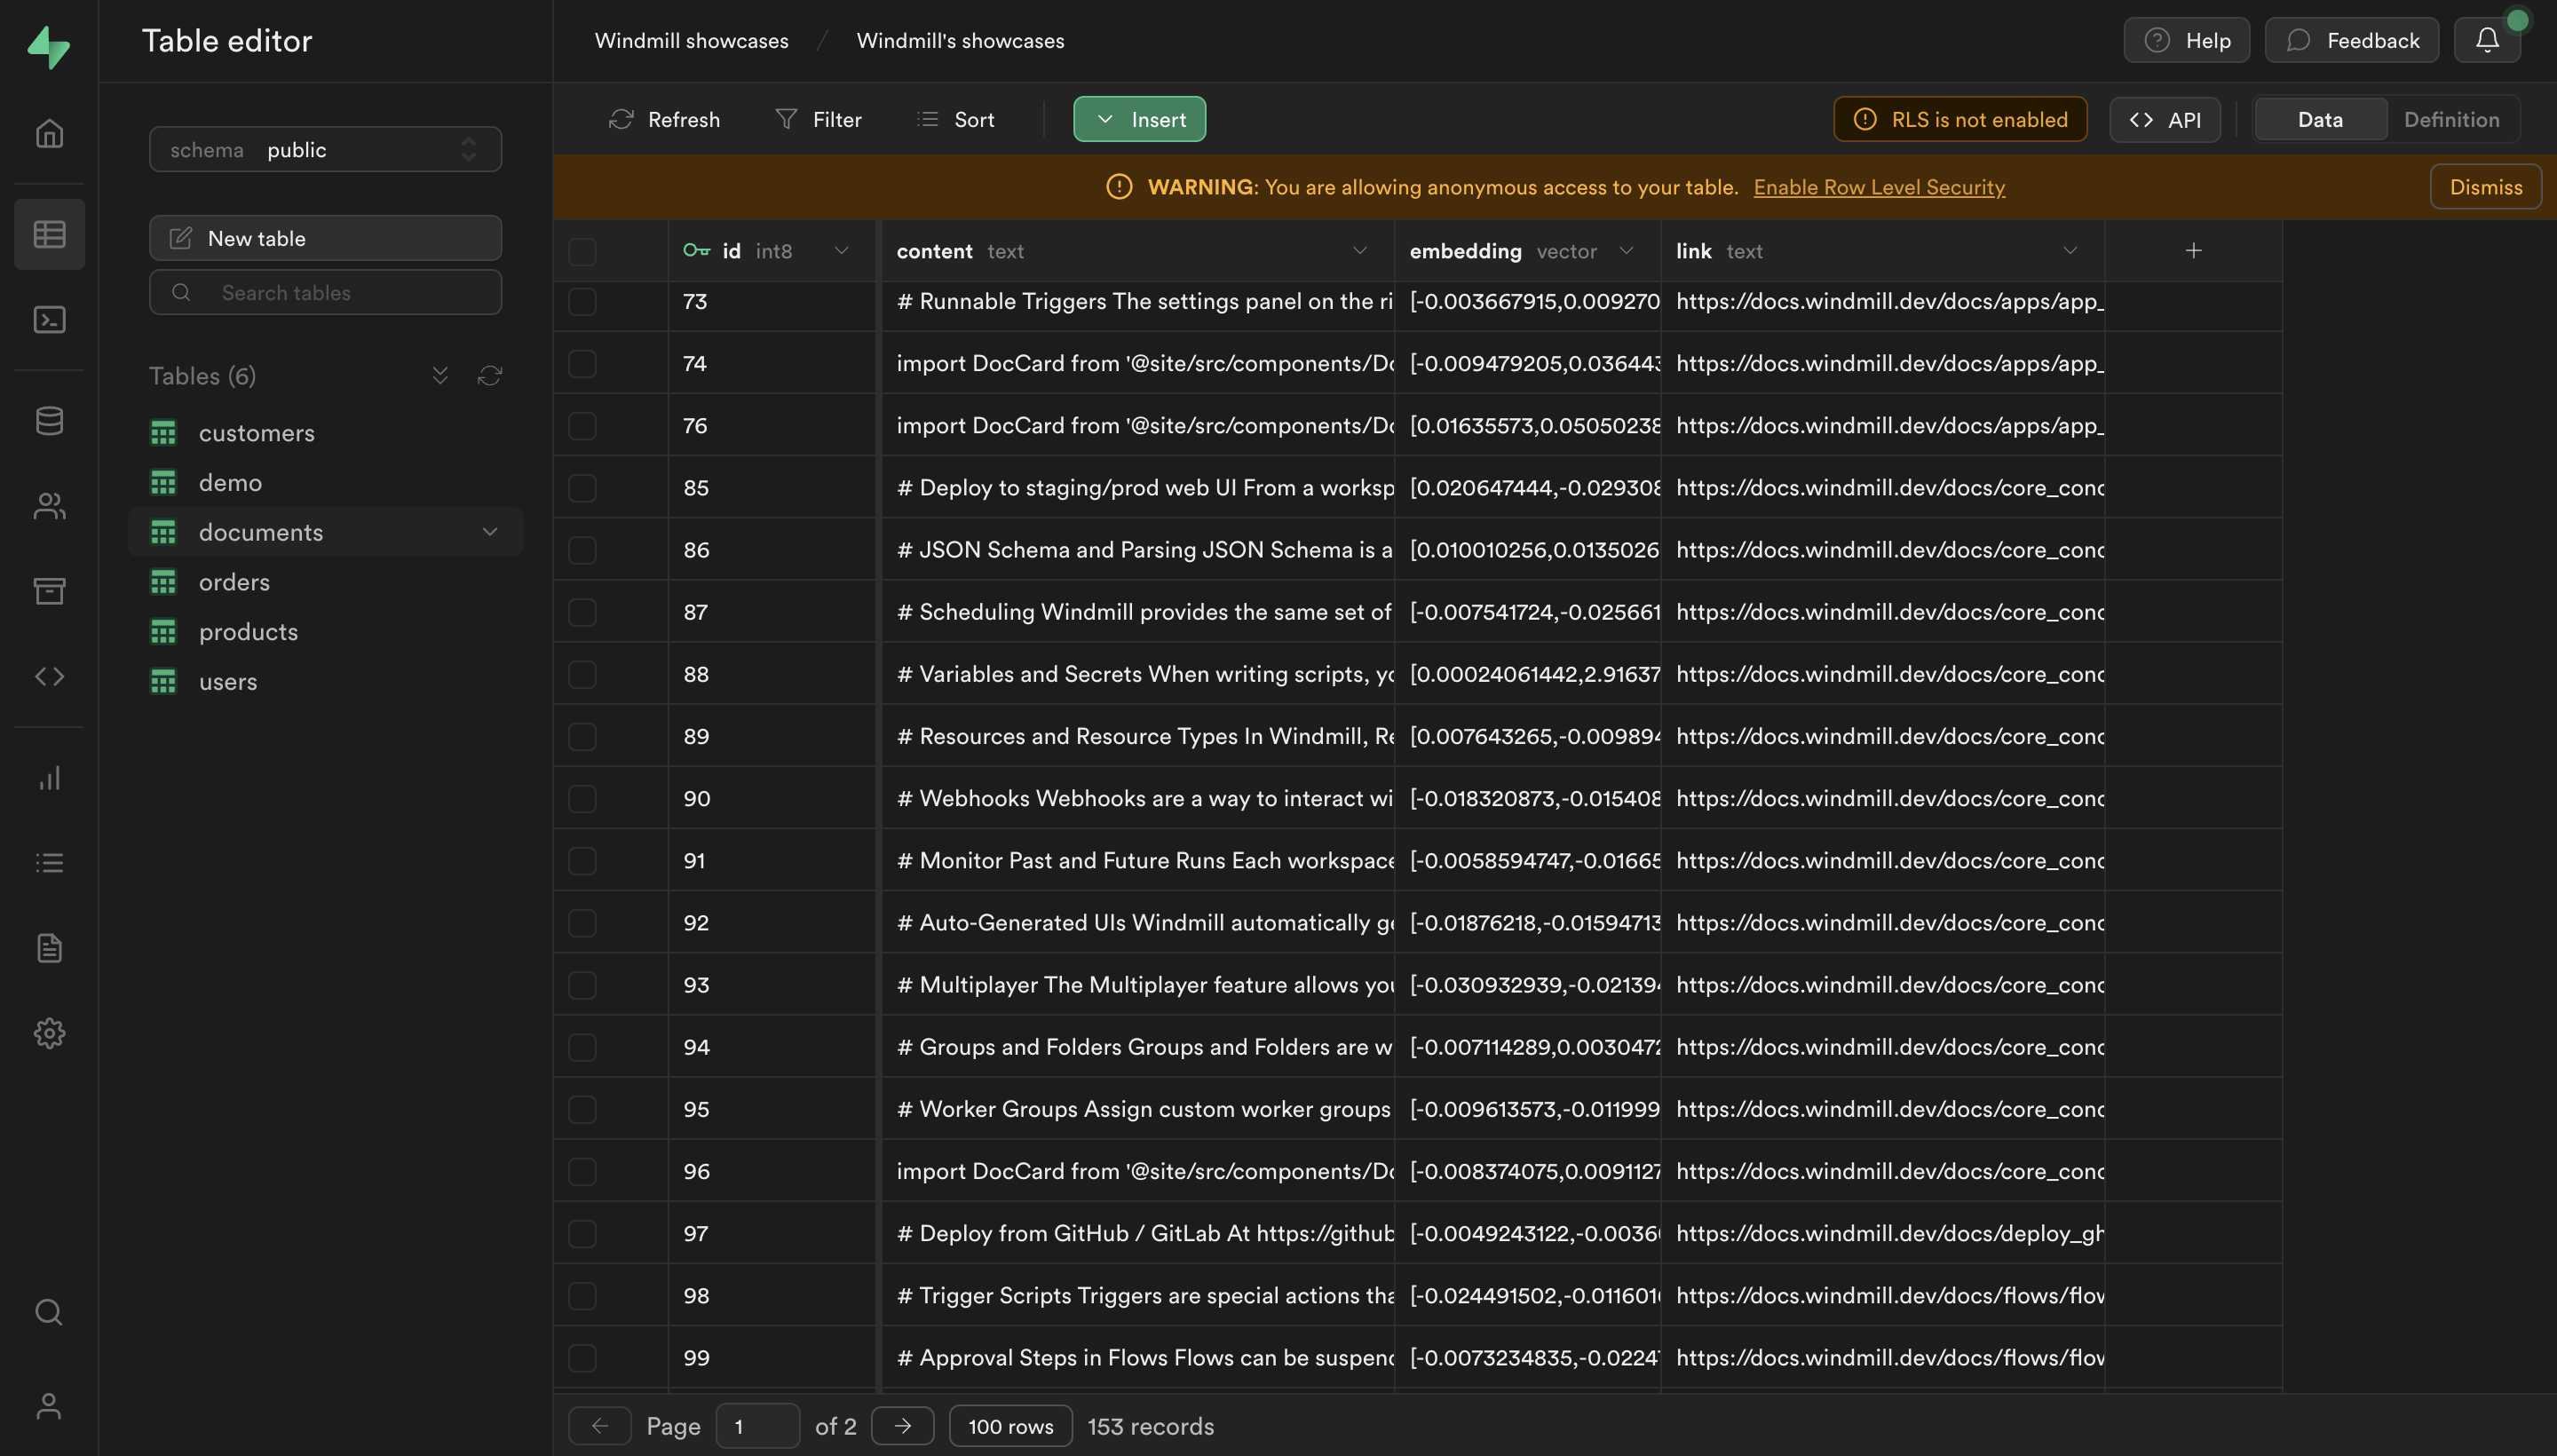 Table editor
Windmill showcases / Windmill's showcases
Help
Feedback
schema public
New table
Search tables
Tables (6)
customers
demo
documents
orders
products
users
Refresh
Filter
Sort
Insert
RLS is not enabled
API
Data
Definition
WARNING: You are allowing anonymous access to your table. Enable Row Level Security
Dismiss
id int8 content text embedding vector link text
73 # Runnable Triggers The settings panel on the ri [-0.003667915,0.009270 https://docs.windmill.dev/docs/apps/app_
74 import DocCard from '@site/src/components/Do [-0.009479205,0.036443 https://docs.windmill.dev/docs/apps/app_
76 import DocCard from '@site/src/components/Do [0.01635573,0.05050238 https://docs.windmill.dev/docs/apps/app_
85 # Deploy to staging/prod web UI From a worksp [0.020647444,-0.029308 https://docs.windmill.dev/docs/core_conc
86 # JSON Schema and Parsing JSON Schema is a [0.010010256,0.0135026 https://docs.windmill.dev/docs/core_conc
87 # Scheduling Windmill provides the same set of [-0.007541724,-0.025661 https://docs.windmill.dev/docs/core_conc
88 # Variables and Secrets When writing scripts, yo [0.00024061442,2.91637 https://docs.windmill.dev/docs/core_conc
89 # Resources and Resource Types In Windmill, Re [0.007643265,-0.009894 https://docs.windmill.dev/docs/core_conc
90 # Webhooks Webhooks are a way to interact wi [-0.018320873,-0.015408 https://docs.windmill.dev/docs/core_conc
91 # Monitor Past and Future Runs Each workspace [-0.0058594747,-0.01665 https://docs.windmill.dev/docs/core_conc
92 # Auto-Generated UIs Windmill automatically ge [-0.01876218,-0.01594713 https://docs.windmill.dev/docs/core_conc
93 # Multiplayer The Multiplayer feature allows you [-0.030932939,-0.021394 https://docs.windmill.dev/docs/core_conc
94 # Groups and Folders Groups and Folders are w [-0.007114289,0.0030472 https://docs.windmill.dev/docs/core_conc
95 # Worker Groups Assign custom worker groups [-0.009613573,-0.011999 https://docs.windmill.dev/docs/core_conc
96 import DocCard from '@site/src/components/Do [-0.008374075,0.0091127 https://docs.windmill.dev/docs/core_conc
97 # Deploy from GitHub / GitLab At https://github [-0.0049243122,-0.0036 https://docs.windmill.dev/docs/deploy_gh
98 # Trigger Scripts Triggers are special actions tha [-0.024491502,-0.011601 https://docs.windmill.dev/docs/flows/flow
99 # Approval Steps in Flows Flows can be suspend [-0.0073234835,-0.0224 https://docs.windmill.dev/docs/flows/flow
Page 1 of 2 100 rows 153 records